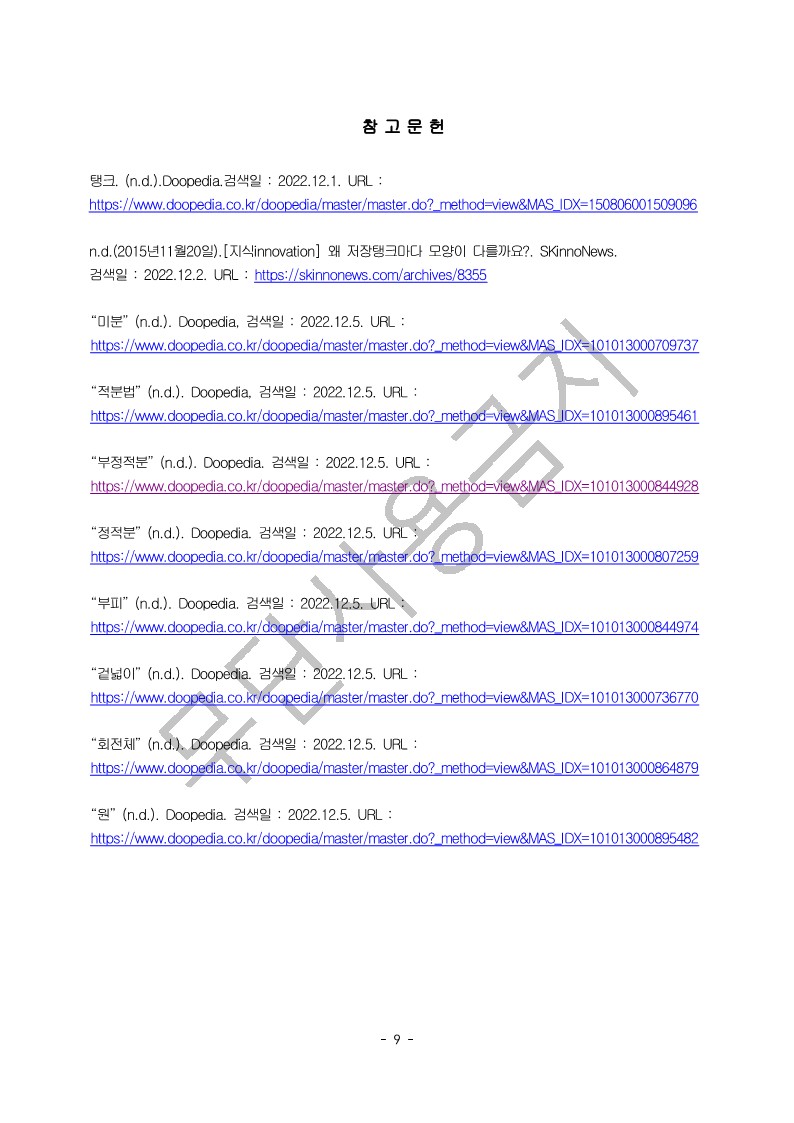 참 고 문 헌
탱크. (n.d.).Doopedia.검색일 : 2022.12.1. URL :
https://www.doopedia.co.kr/doopedia/master/master.do?_method=view&MAS_IDX=150806001509096
n.d.(2015년11월20일).[지식innovation] 왜 저장탱크마다 모양이 다를까요?. SKinnoNews.
검색일 : 2022.12.2. URL : https://skinnonews.com/archives/8355
“미분” (n.d.). Doopedia, 검색일 : 2022.12.5. URL :
https://www.doopedia.co.kr/doopedia/master/master.do?_method=view&MAS_IDX=101013000709737
“적분법” (n.d.). Doopedia, 검색일 : 2022.12.5. URL :
https://www.doopedia.co.kr/doopedia/master/master.do?_method=view&MAS_IDX=101013000895461
“부정적분” (n.d.). Doopedia. 검색일 : 2022.12.5. URL :
https://www.doopedia.co.kr/doopedia/master/master.do?_method=view&MAS_IDX=101013000844928
“정적분” (n.d.). Doopedia. 검색일 : 2022.12.5. URL :
https://www.doopedia.co.kr/doopedia/master/master.do?_method=view&MAS_IDX=101013000807259
“부피” (n.d.). Doopedia. 검색일 : 2022.12.5. URL :
https://www.doopedia.co.kr/doopedia/master/master.do?_method=view&MAS_IDX=101013000844974
“겉넓이” (n.d.). Doopedia. 검색일 : 2022.12.5. URL :
https://www.doopedia.co.kr/doopedia/master/master.do?_method=view&MAS_IDX=101013000736770
“회전체” (n.d.). Doopedia. 검색일 : 2022.12.5. URL :
https://www.doopedia.co.kr/doopedia/master/master.do?_method=view&MAS_IDX=101013000864879
“원” (n.d.). Doopedia. 검색일 : 2022.12.5. URL :
https://www.doopedia.co.kr/doopedia/master/master.do?_method=view&MAS_IDX=101013000895482
무단사용금지
- 9 -